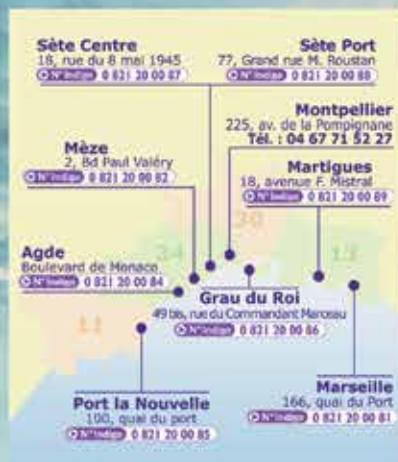 Sète Centre
18, rue du 8 mai 1945
N° Indigo 0 821 20 00 87
Sète Port
77, Grand rue M. Roustan
N° Indigo 0 821 20 00 88
Montpellier
225, av. de la Pompignane
Tél. : 04 67 71 52 27
Mèze
2, Bd Paul Valéry
N° Indigo 0 821 20 00 82
Martigues
18, avenue F. Mistral
N° Indigo 0 821 20 00 89
30
34
13
11
Agde
Boulevard de Monaco
N° Indigo 0 821 20 00 84
Grau du Roi
49 bis, rue du Commandant Marceau
N° Indigo 0 821 20 00 86
Port la Nouvelle
100, quai du port
N° Indigo 0 821 20 00 85
Marseille
166, quai du Port
N° Indigo 0 821 20 00 81